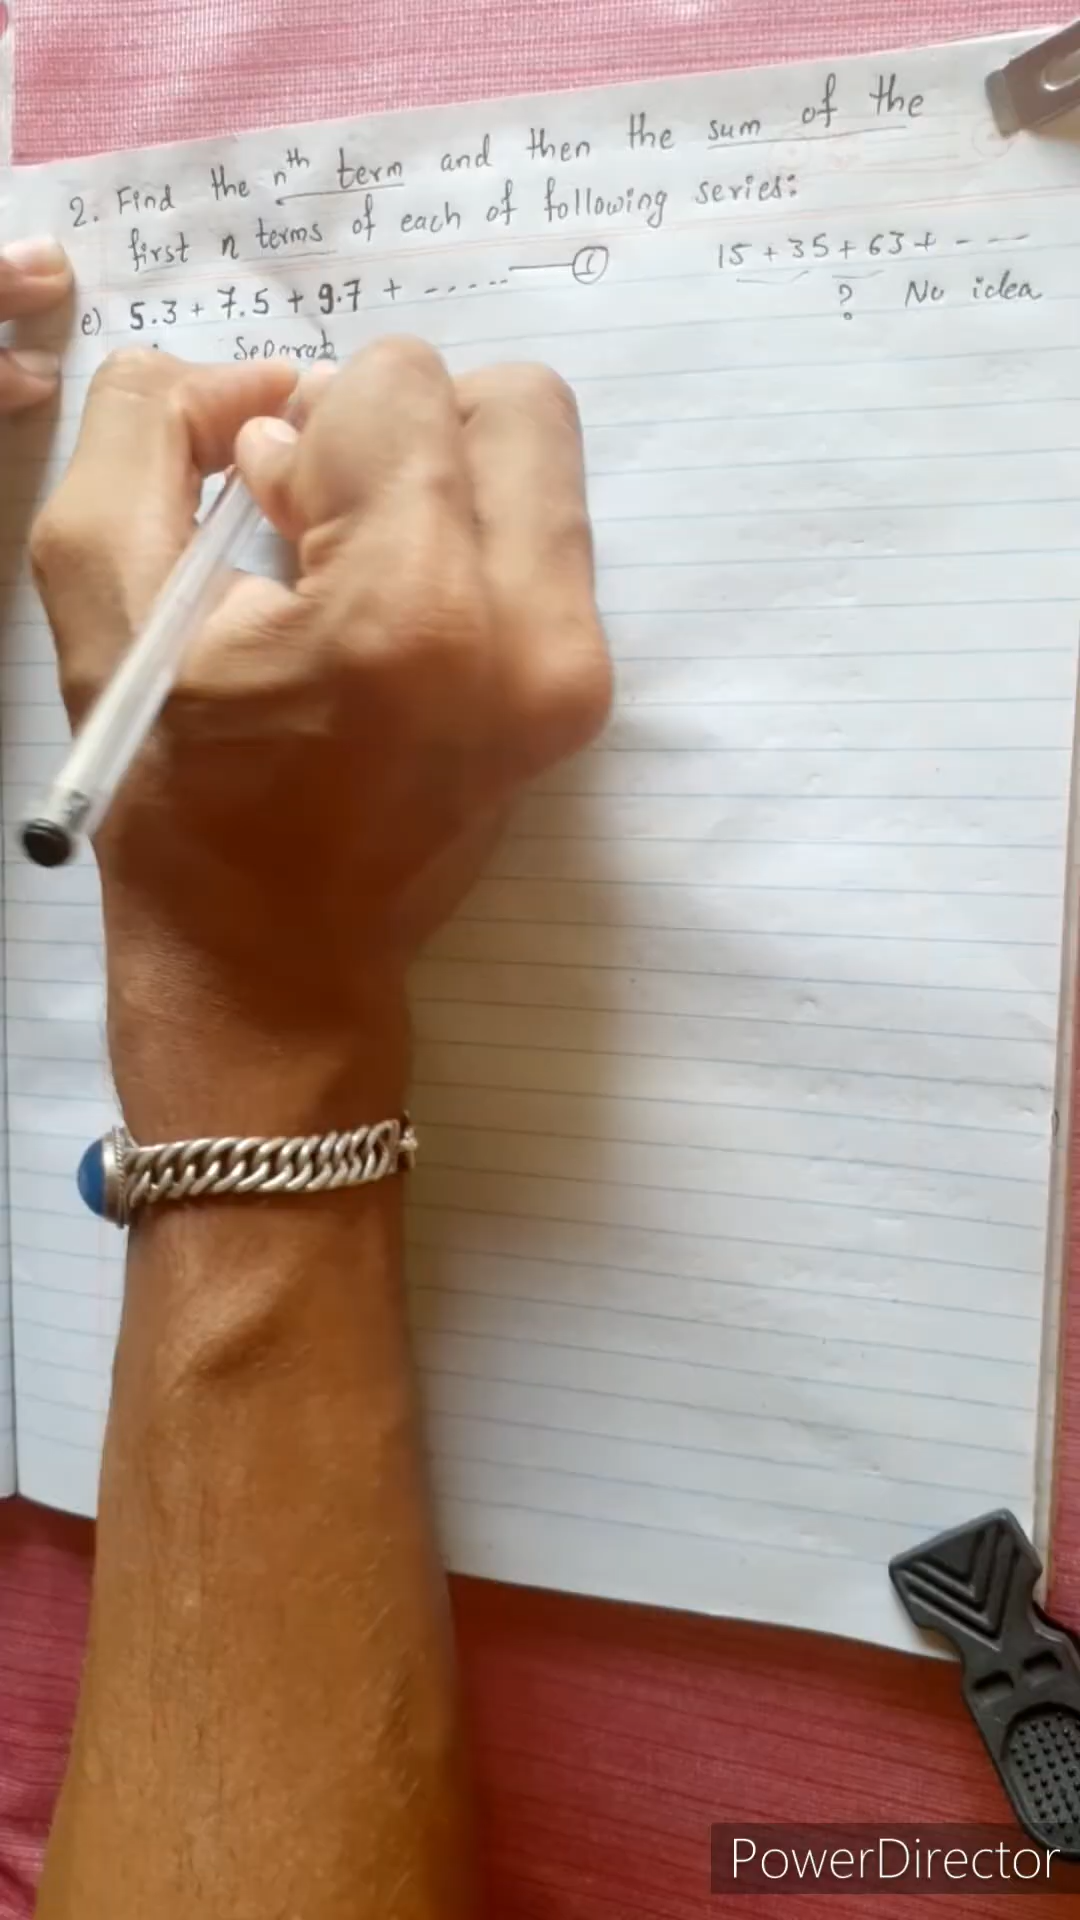 2. Find the nth term and then the sum of the
first n terms of each of following series:
e) 5.3 + 7.5 + 9.7 + ..... —— ①
15 + 35 + 63 + - - -
? No idea
Separat
PowerDirector